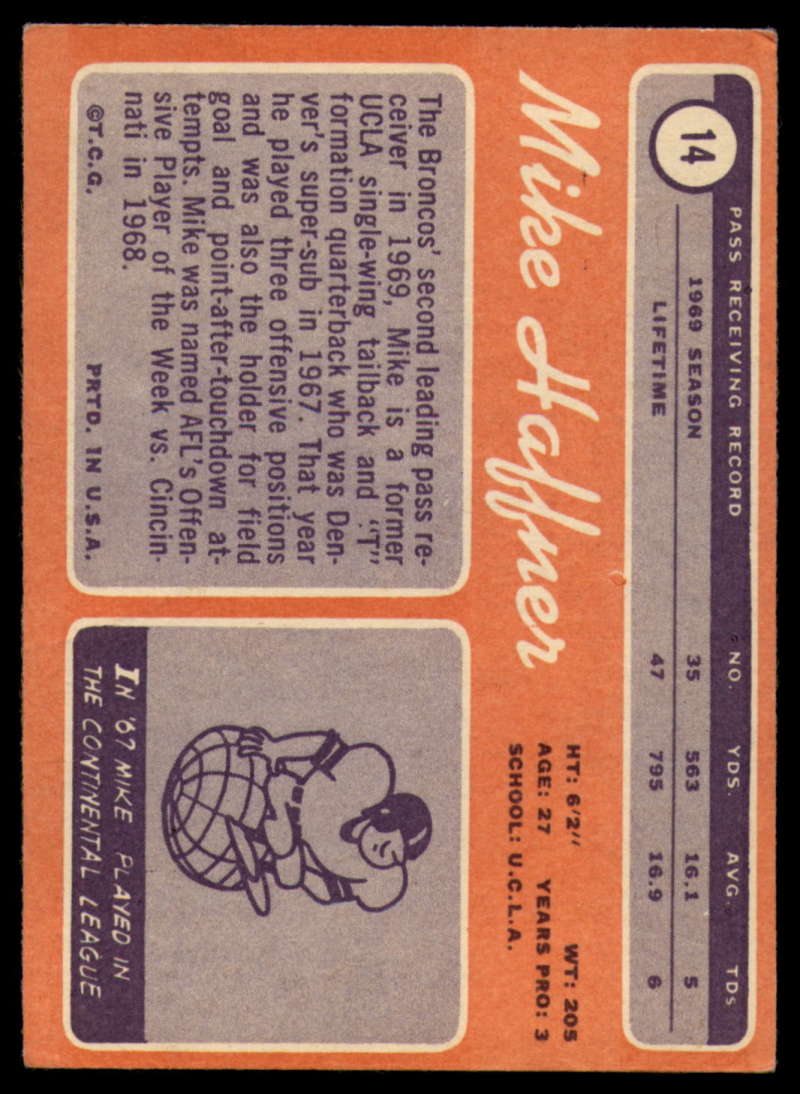 14
PASS RECEIVING RECORD NO. YDS. AVG. TDs
1969 SEASON 35 563 16.1 5
LIFETIME 47 795 16.9 6
Mike Haffner
HT: 6'2" WT: 205
AGE: 27 YEARS PRO: 3
SCHOOL: U.C.L.A.
The Broncos' second leading pass re-
ceiver in 1969, Mike is a former
UCLA single-wing tailback and "T"
formation quarterback who was Den-
ver's super-sub in 1967. That year
he played three offensive positions
and was also the holder for field
goal and point-after-touchdown at-
tempts. Mike was named AFL's Offen-
sive Player of the Week vs. Cincin-
nati in 1968.
©T.C.G. PRTD. IN U.S.A.
IN '67 MIKE PLAYED IN
THE CONTINENTAL LEAGUE